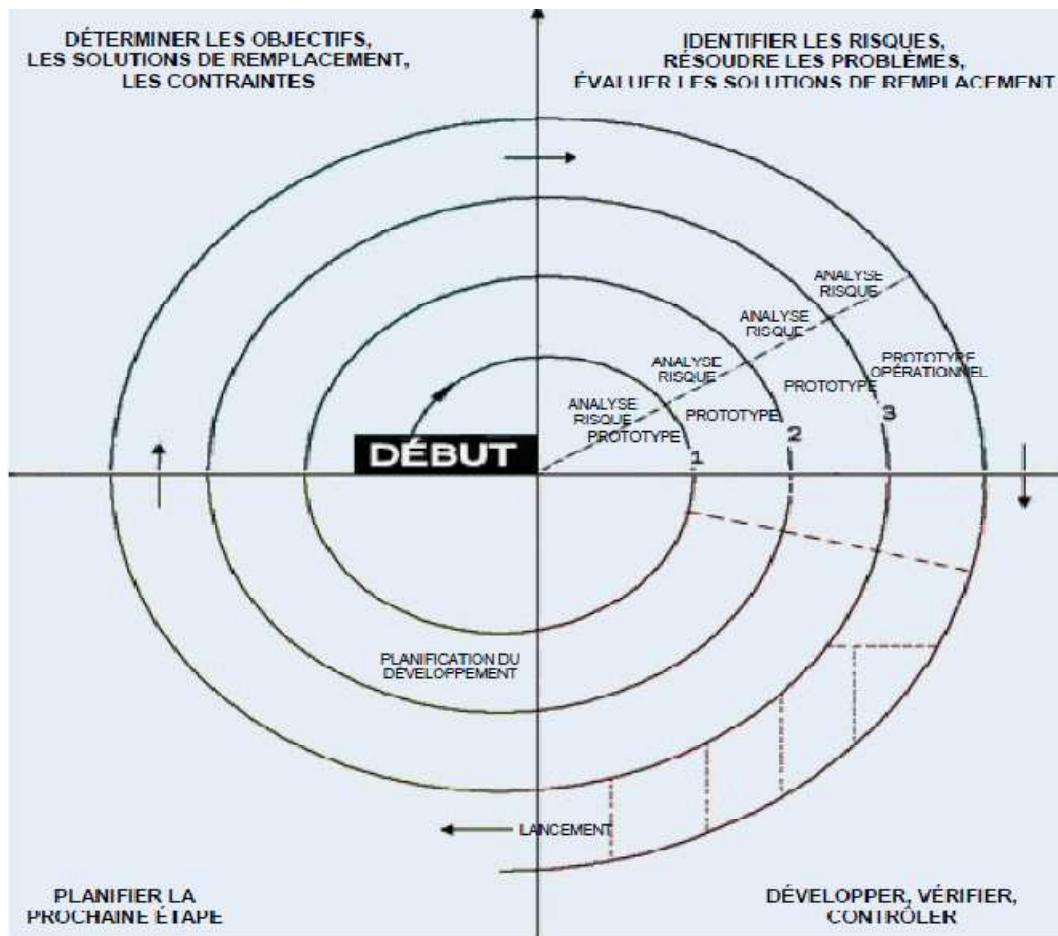 DÉTERMINER LES OBJECTIFS,
LES SOLUTIONS DE REMPLACEMENT,
LES CONTRAINTES
IDENTIFIER LES RISQUES,
RÉSOUDRE LES PROBLÈMES,
ÉVALUER LES SOLUTIONS DE REMPLACEMENT
ANALYSE
RISQUE
ANALYSE
RISQUE
ANALYSE
RISQUE
ANALYSE
RISQUE
PROTOTYPE
OPÉRATIONNEL
PROTOTYPE
PROTOTYPE
PROTOTYPE
3
2
1
DÉBUT
PLANIFICATION DU
DÉVELOPPEMENT
LANCEMENT
PLANIFIER LA
PROCHAINE ÉTAPE
DÉVELOPPER, VÉRIFIER,
CONTRÔLER